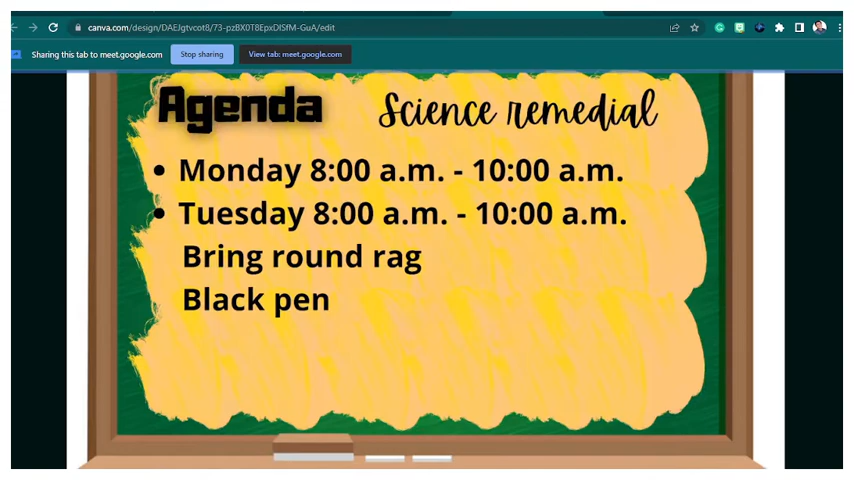 canva.com/design/DAEJgtvcot8/73-pzBX0T8EpxDISfM-GuA/edit
Sharing this tab to meet.google.com
Stop sharing
View tab: meet.google.com
Agenda Science remedial
• Monday 8:00 a.m. - 10:00 a.m.
• Tuesday 8:00 a.m. - 10:00 a.m.
Bring round rag
Black pen